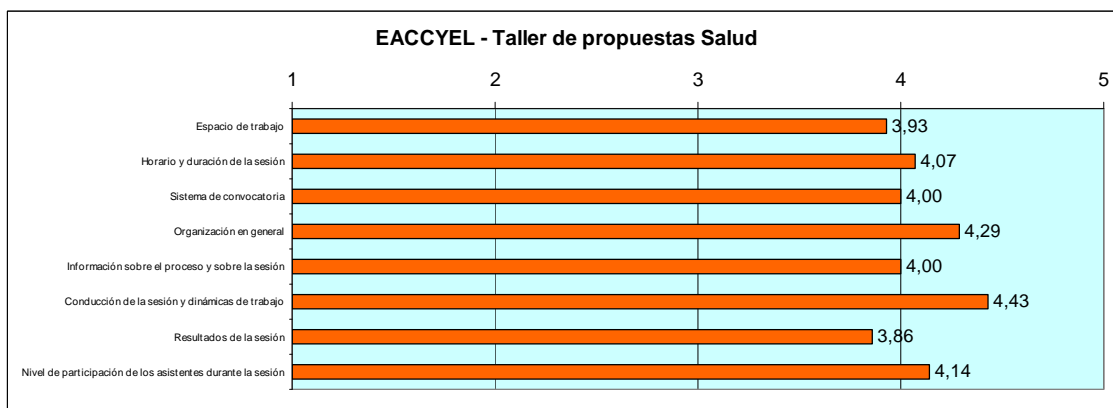 EACCYEL - Taller de propuestas Salud
1 2 3 4 5
Espacio de trabajo 3,93
Horario y duración de la sesión 4,07
Sistema de convocatoria 4,00
Organización en general 4,29
Información sobre el proceso y sobre la sesión 4,00
Conducción de la sesión y dinámicas de trabajo 4,43
Resultados de la sesión 3,86
Nivel de participación de los asistentes durante la sesión 4,14